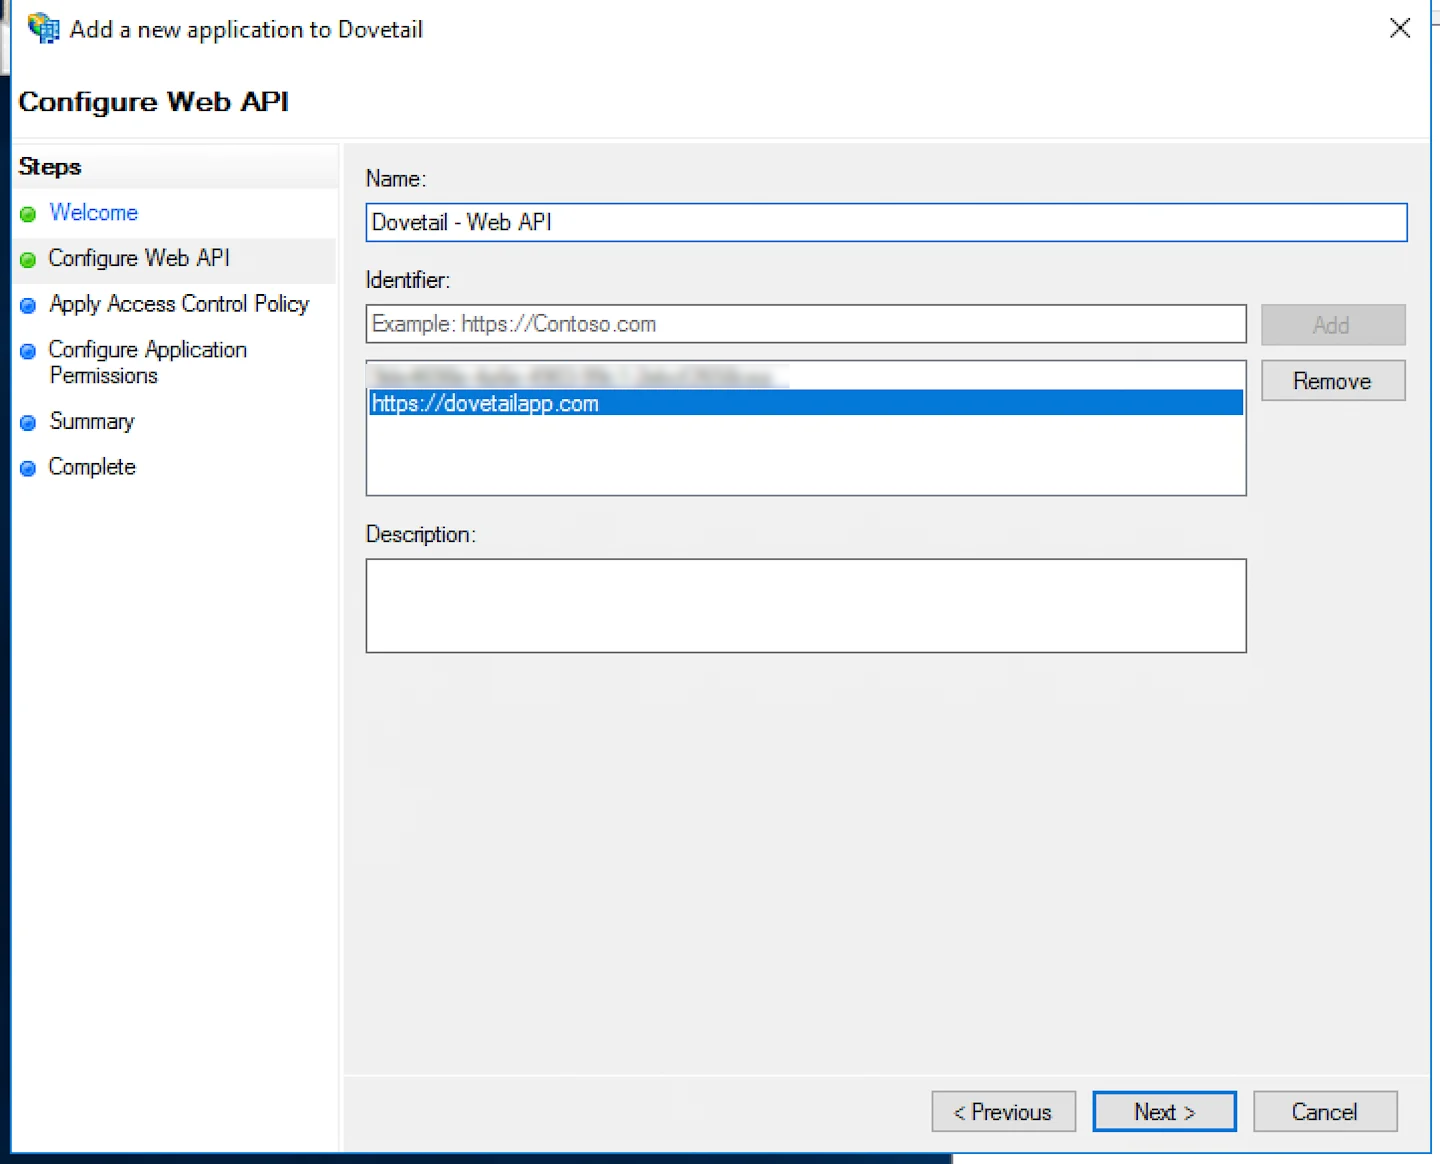 Add a new application to Dovetail
Configure Web API
Steps
Welcome
Configure Web API
Apply Access Control Policy
Configure Application
Permissions
Summary
Complete
Name:
Dovetail - Web API
Identifier:
Example: https://Contoso.com
Add
https://dovetailapp.com
Remove
Description:
< Previous
Next >
Cancel